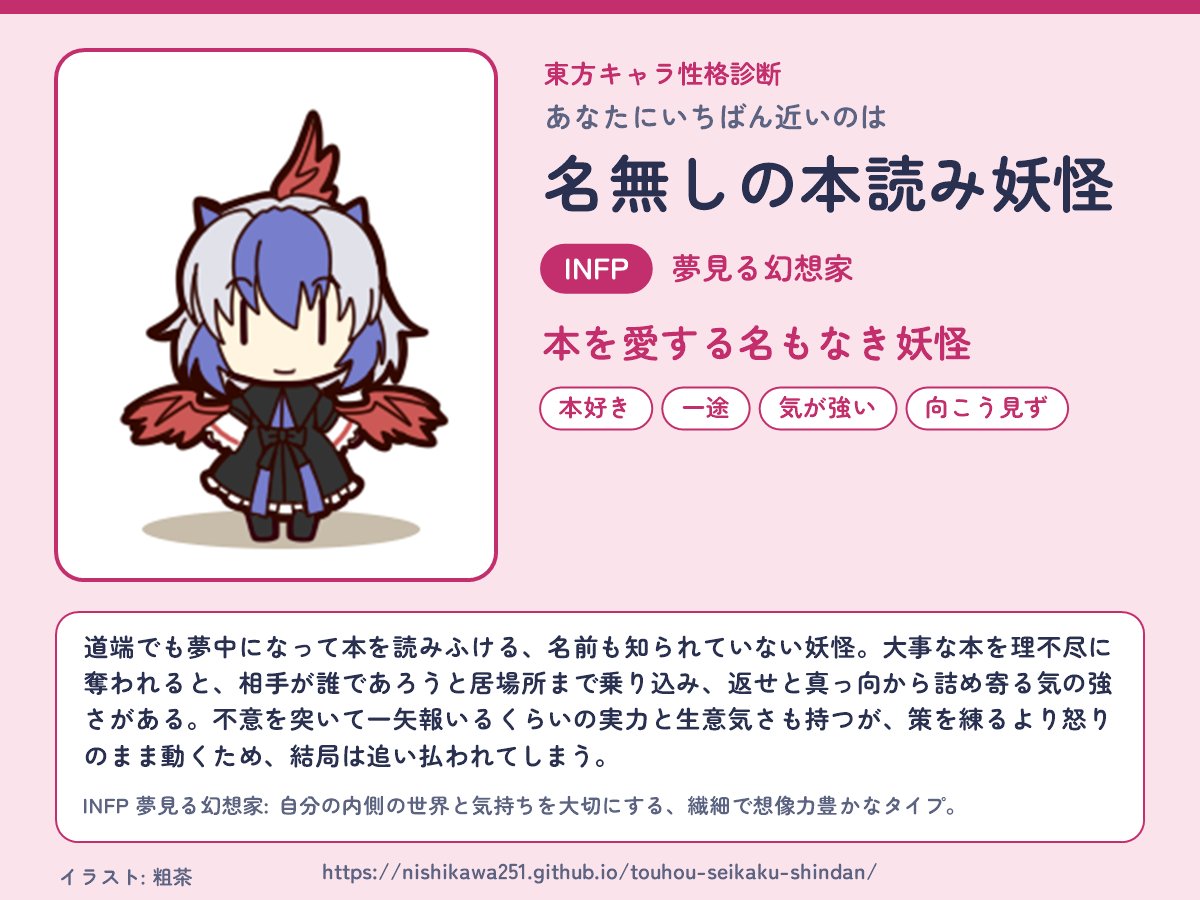 東方キャラ性格診断
あなたにいちばん近いのは
名無しの本読み妖怪
INFP 夢見る幻想家
本を愛する名もなき妖怪
本好き 一途 気が強い 向こう見ず
道端でも夢中になって本を読みふける、名前も知られていない妖怪。大事な本を理不尽に
奪われると、相手が誰であろうと居場所まで乗り込み、返せと真っ向から詰め寄る気の強
さがある。不意を突いて一矢報いるくらいの実力と生意気さも持つが、策を練るより怒り
のまま動くため、結局は追い払われてしまう。
INFP 夢見る幻想家: 自分の内側の世界と気持ちを大切にする、繊細で想像力豊かなタイプ。
イラスト: 粗茶 https://nishikawa251.github.io/touhou-seikaku-shindan/